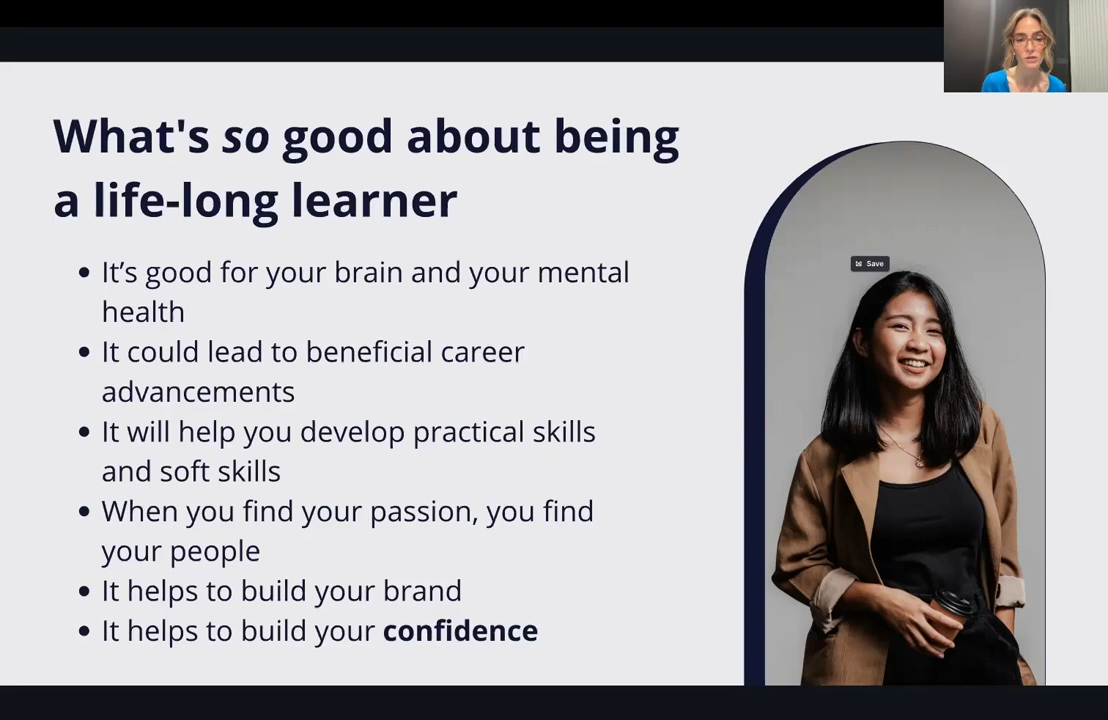 What's so good about being
a life-long learner
It’s good for your brain and your mental
health
It could lead to beneficial career
advancements
It will help you develop practical skills
and soft skills
When you find your passion, you find
your people
It helps to build your brand
It helps to build your confidence
Save